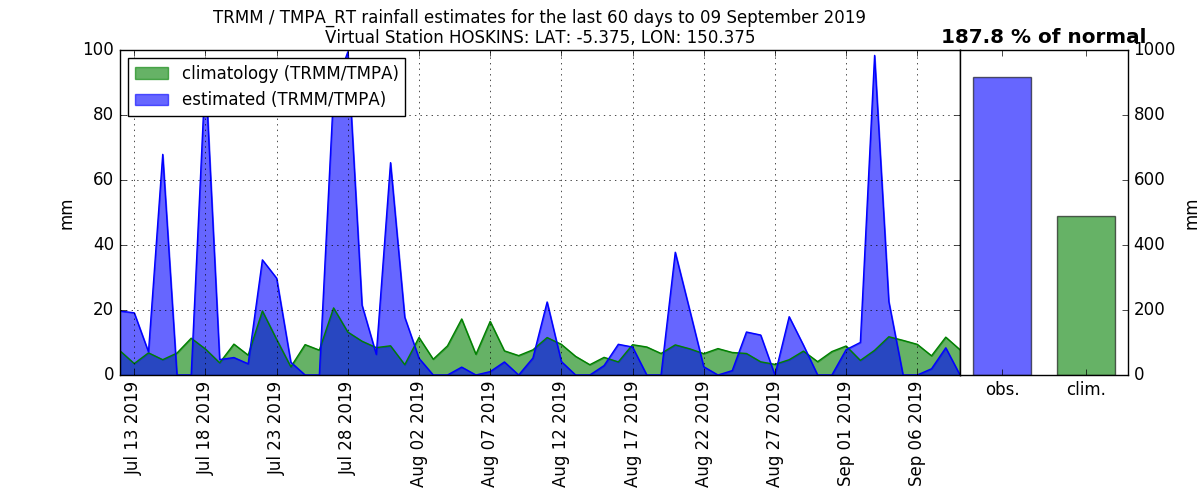 TRMM / TMPA_RT rainfall estimates for the last 60 days to 09 September 2019
Virtual Station HOSKINS: LAT: -5.375, LON: 150.375
187.8 % of normal
climatology (TRMM/TMPA)
estimated (TRMM/TMPA)
100
80
60
40
20
0
mm
1000
800
600
400
200
0
mm
Jul 13 2019
Jul 18 2019
Jul 23 2019
Jul 28 2019
Aug 02 2019
Aug 07 2019
Aug 12 2019
Aug 17 2019
Aug 22 2019
Aug 27 2019
Sep 01 2019
Sep 06 2019
obs.
clim.